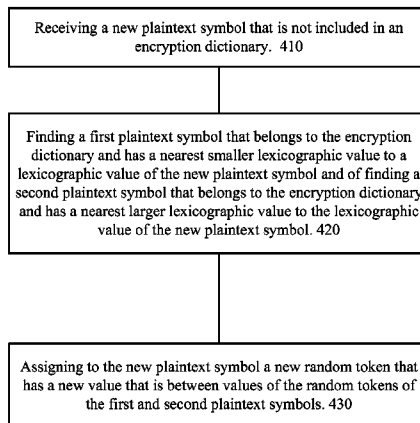 Receiving a new plaintext symbol that is not included in an
encryption dictionary. 410
Finding a first plaintext symbol that belongs to the encryption
dictionary and has a nearest smaller lexicographic value to a
lexicographic value of the new plaintext symbol and of finding a
second plaintext symbol that belongs to the encryption dictionary
and has a nearest larger lexicographic value to the lexicographic
value of the new plaintext symbol. 420
Assigning to the new plaintext symbol a new random token that
has a new value that is between values of the random tokens of
the first and second plaintext symbols. 430